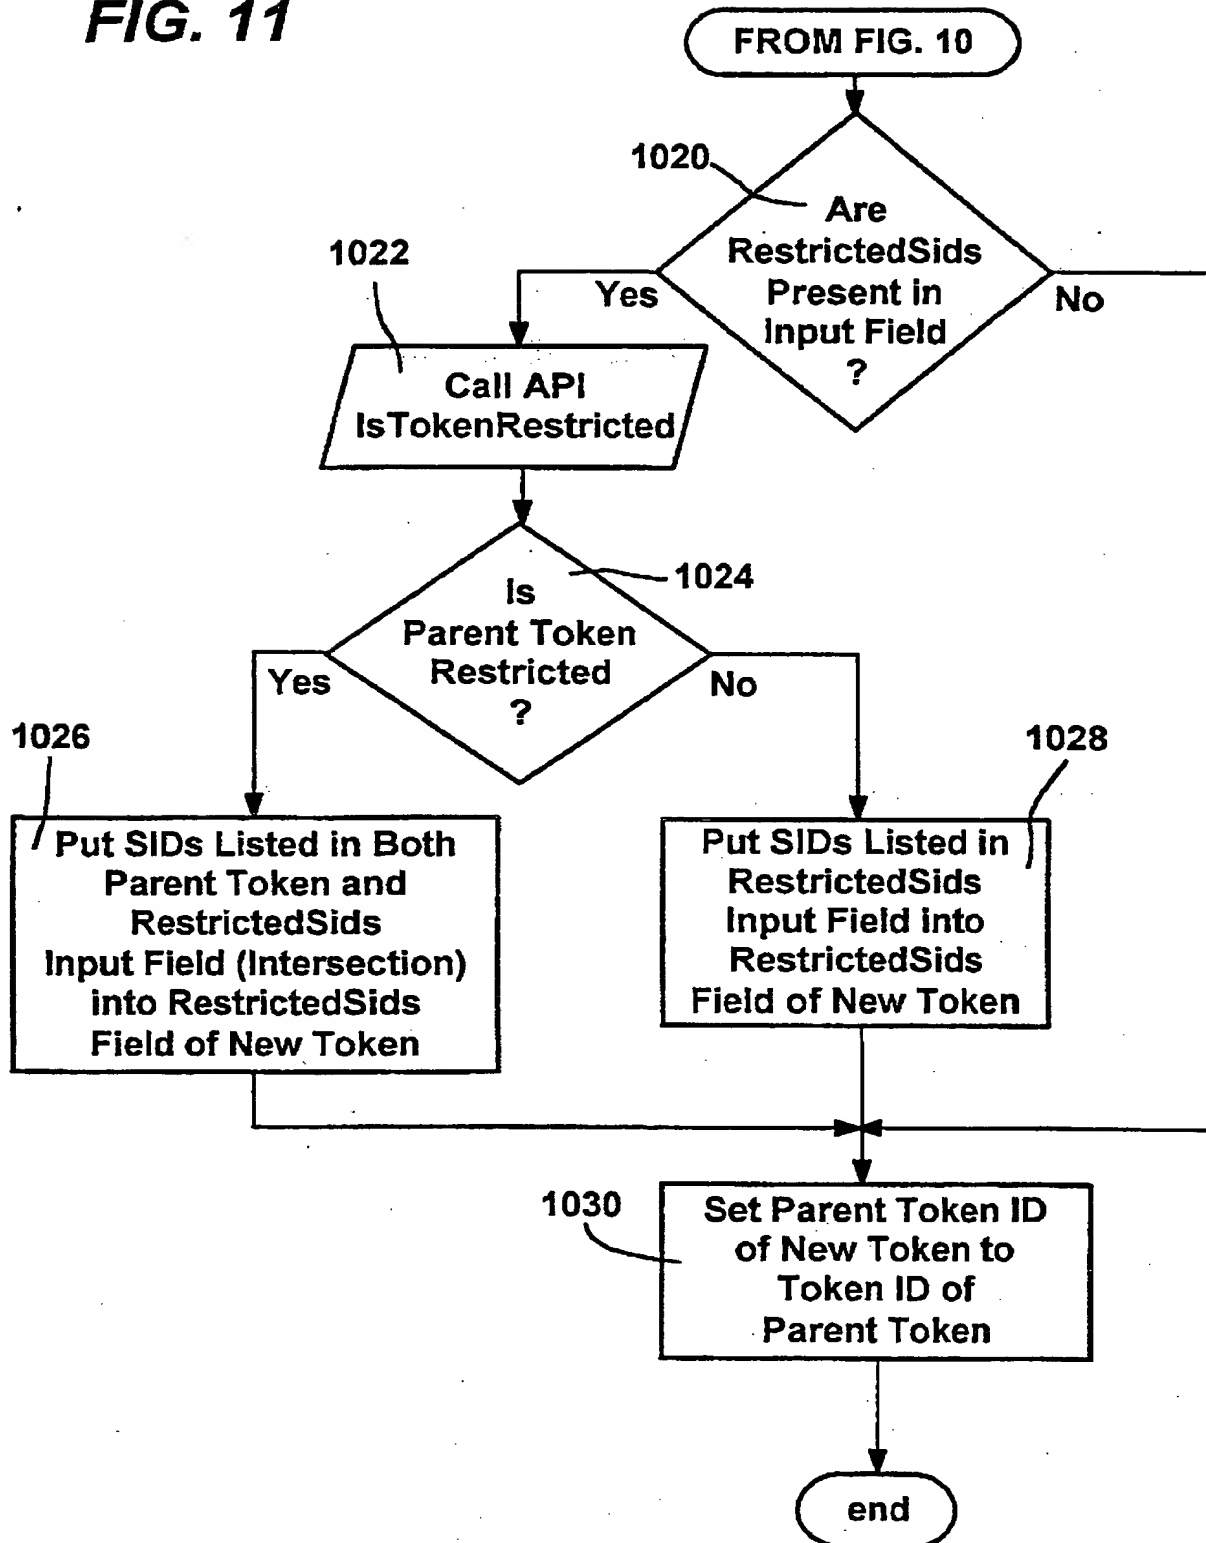 FIG. 11
FROM FIG. 10
1020
Are
RestrictedSids
Present in
Input Field
?
Yes
No
1022
Call API
IsTokenRestricted
1024
Is
Parent Token
Restricted
?
Yes
No
1026
Put SIDs Listed in Both
Parent Token and
RestrictedSids
Input Field (Intersection)
into RestrictedSids
Field of New Token
1028
Put SIDs Listed in
RestrictedSids
Input Field into
RestrictedSids
Field of New Token
1030
Set Parent Token ID
of New Token to
Token ID of
Parent Token
end